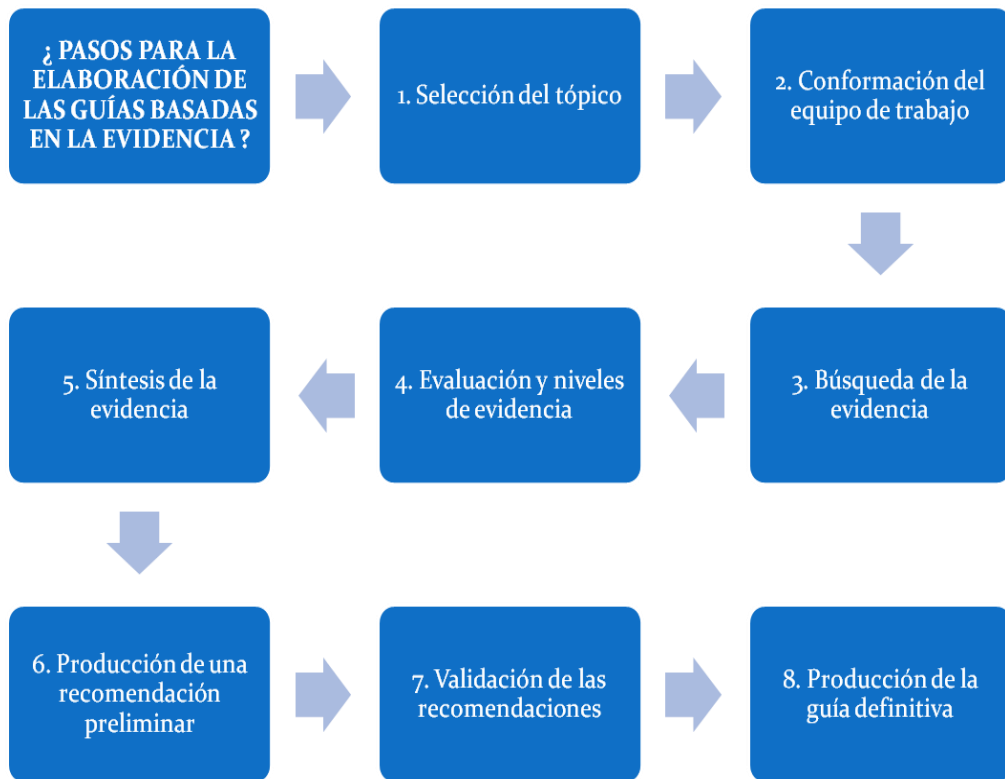 ¿ PASOS PARA LA
ELABORACIÓN DE
LAS GUÍAS BASADAS
EN LA EVIDENCIA ?
1. Selección del tópico
2. Conformación del
equipo de trabajo
3. Búsqueda de la
evidencia
4. Evaluación y niveles
de evidencia
5. Síntesis de la
evidencia
6. Producción de una
recomendación
preliminar
7. Validación de las
recomendaciones
8. Producción de la
guía definitiva